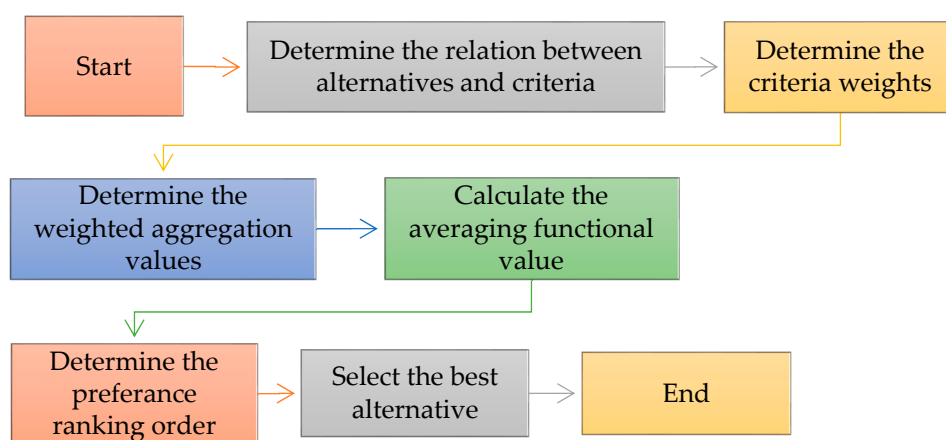 Start
Determine the relation between
alternatives and criteria
Determine the
criteria weights
Determine the
weighted aggregation
values
Calculate the
averaging functional
value
Determine the
preferance
ranking order
Select the best
alternative
End